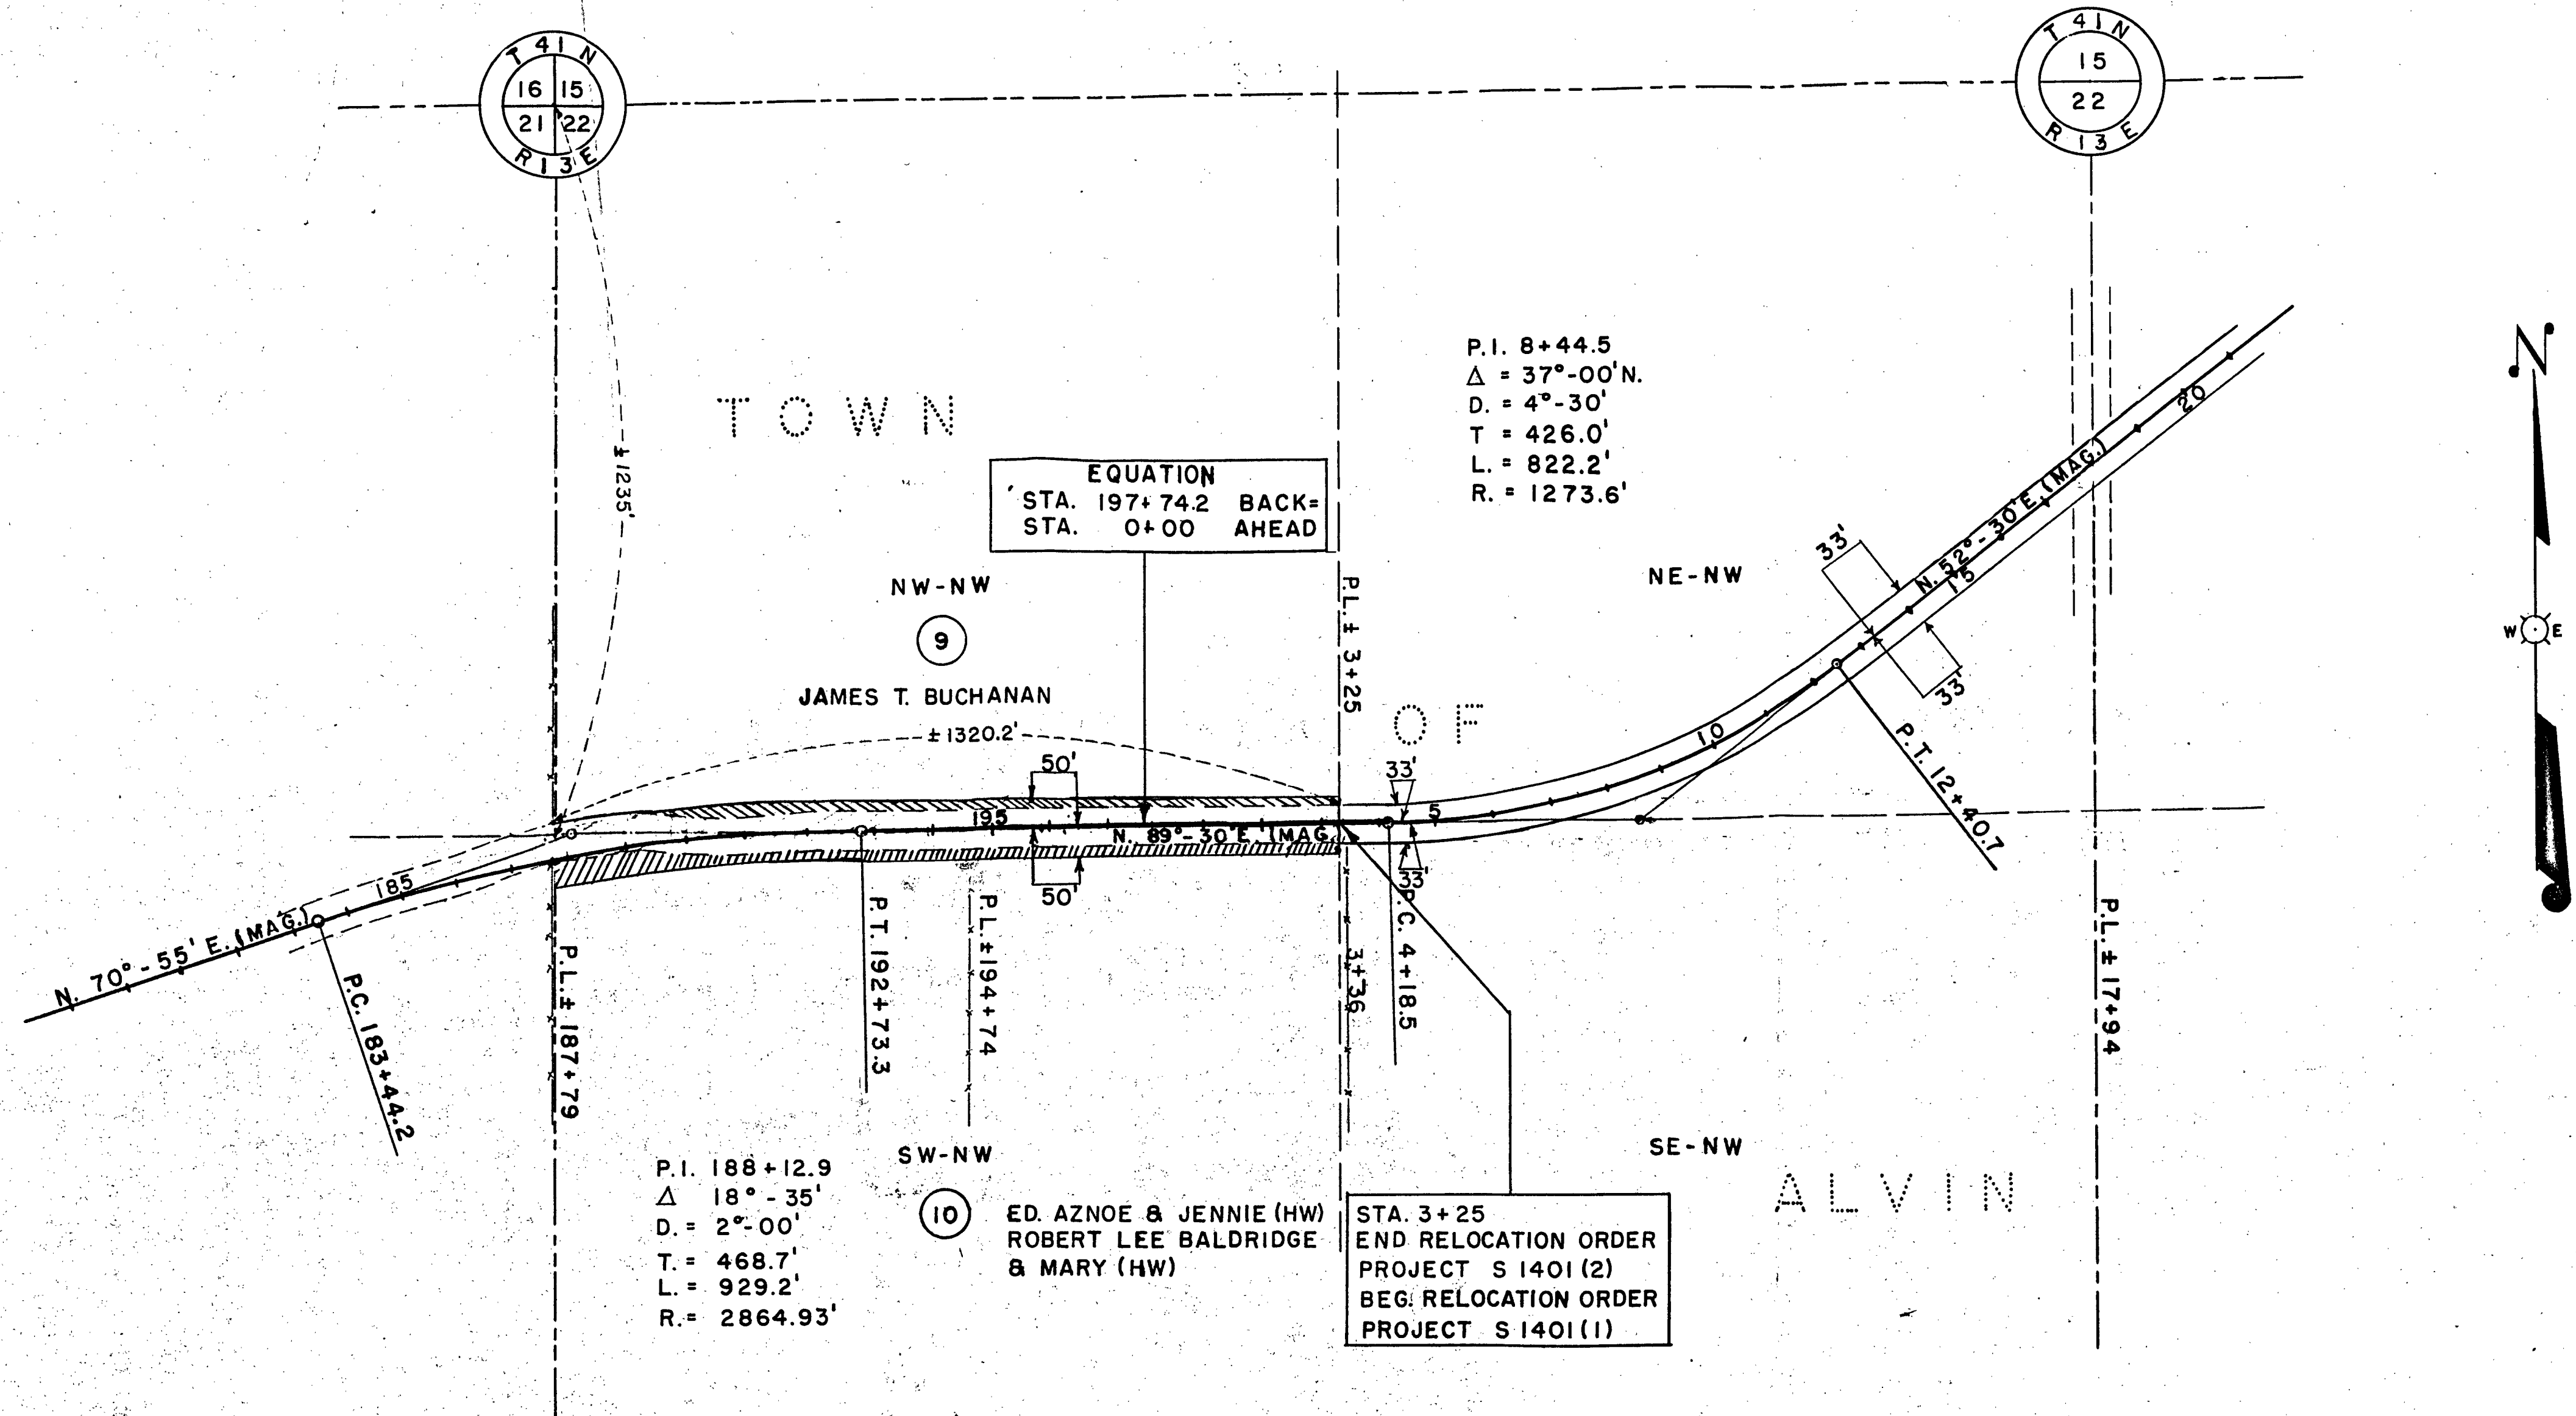 T 41 N
16 15
21 22
R 13 E
T 41 N
15
22
R 13 E
N
W E
TOWN
OF
ALVIN
±1235'
P.I. 8+44.5
Δ = 37°-00' N.
D. = 4°-30'
T = 426.0'
L. = 822.2'
R. = 1273.6'
EQUATION
STA. 197+74.2 BACK=
STA. 0+00 AHEAD
NW-NW
9
JAMES T. BUCHANAN
±1320.2'
NE-NW
P.L. ± 3+25
33'
33'
N. 52°-30' E. (MAG.)
10
15
20
50'
50'
33'
33'
195
5
N. 89°-30' E. (MAG.
185
N. 70°-55' E. (MAG.)
P.C. 183+44.2
P.L. ± 187+79
P.T. 192+73.3
P.L. ±194+74
3+36
P.C. 4+18.5
P.T. 12+40.7
P.L. ± 17+94
P.I. 188+12.9
Δ 18°-35'
D. = 2°-00'
T. = 468.7'
L. = 929.2'
R. = 2864.93'
SW-NW
10
ED. AZNOE & JENNIE (HW)
ROBERT LEE BALDRIDGE
& MARY (HW)
SE-NW
STA. 3+25
END RELOCATION ORDER
PROJECT S 1401 (2)
BEG. RELOCATION ORDER
PROJECT S 1401 (1)